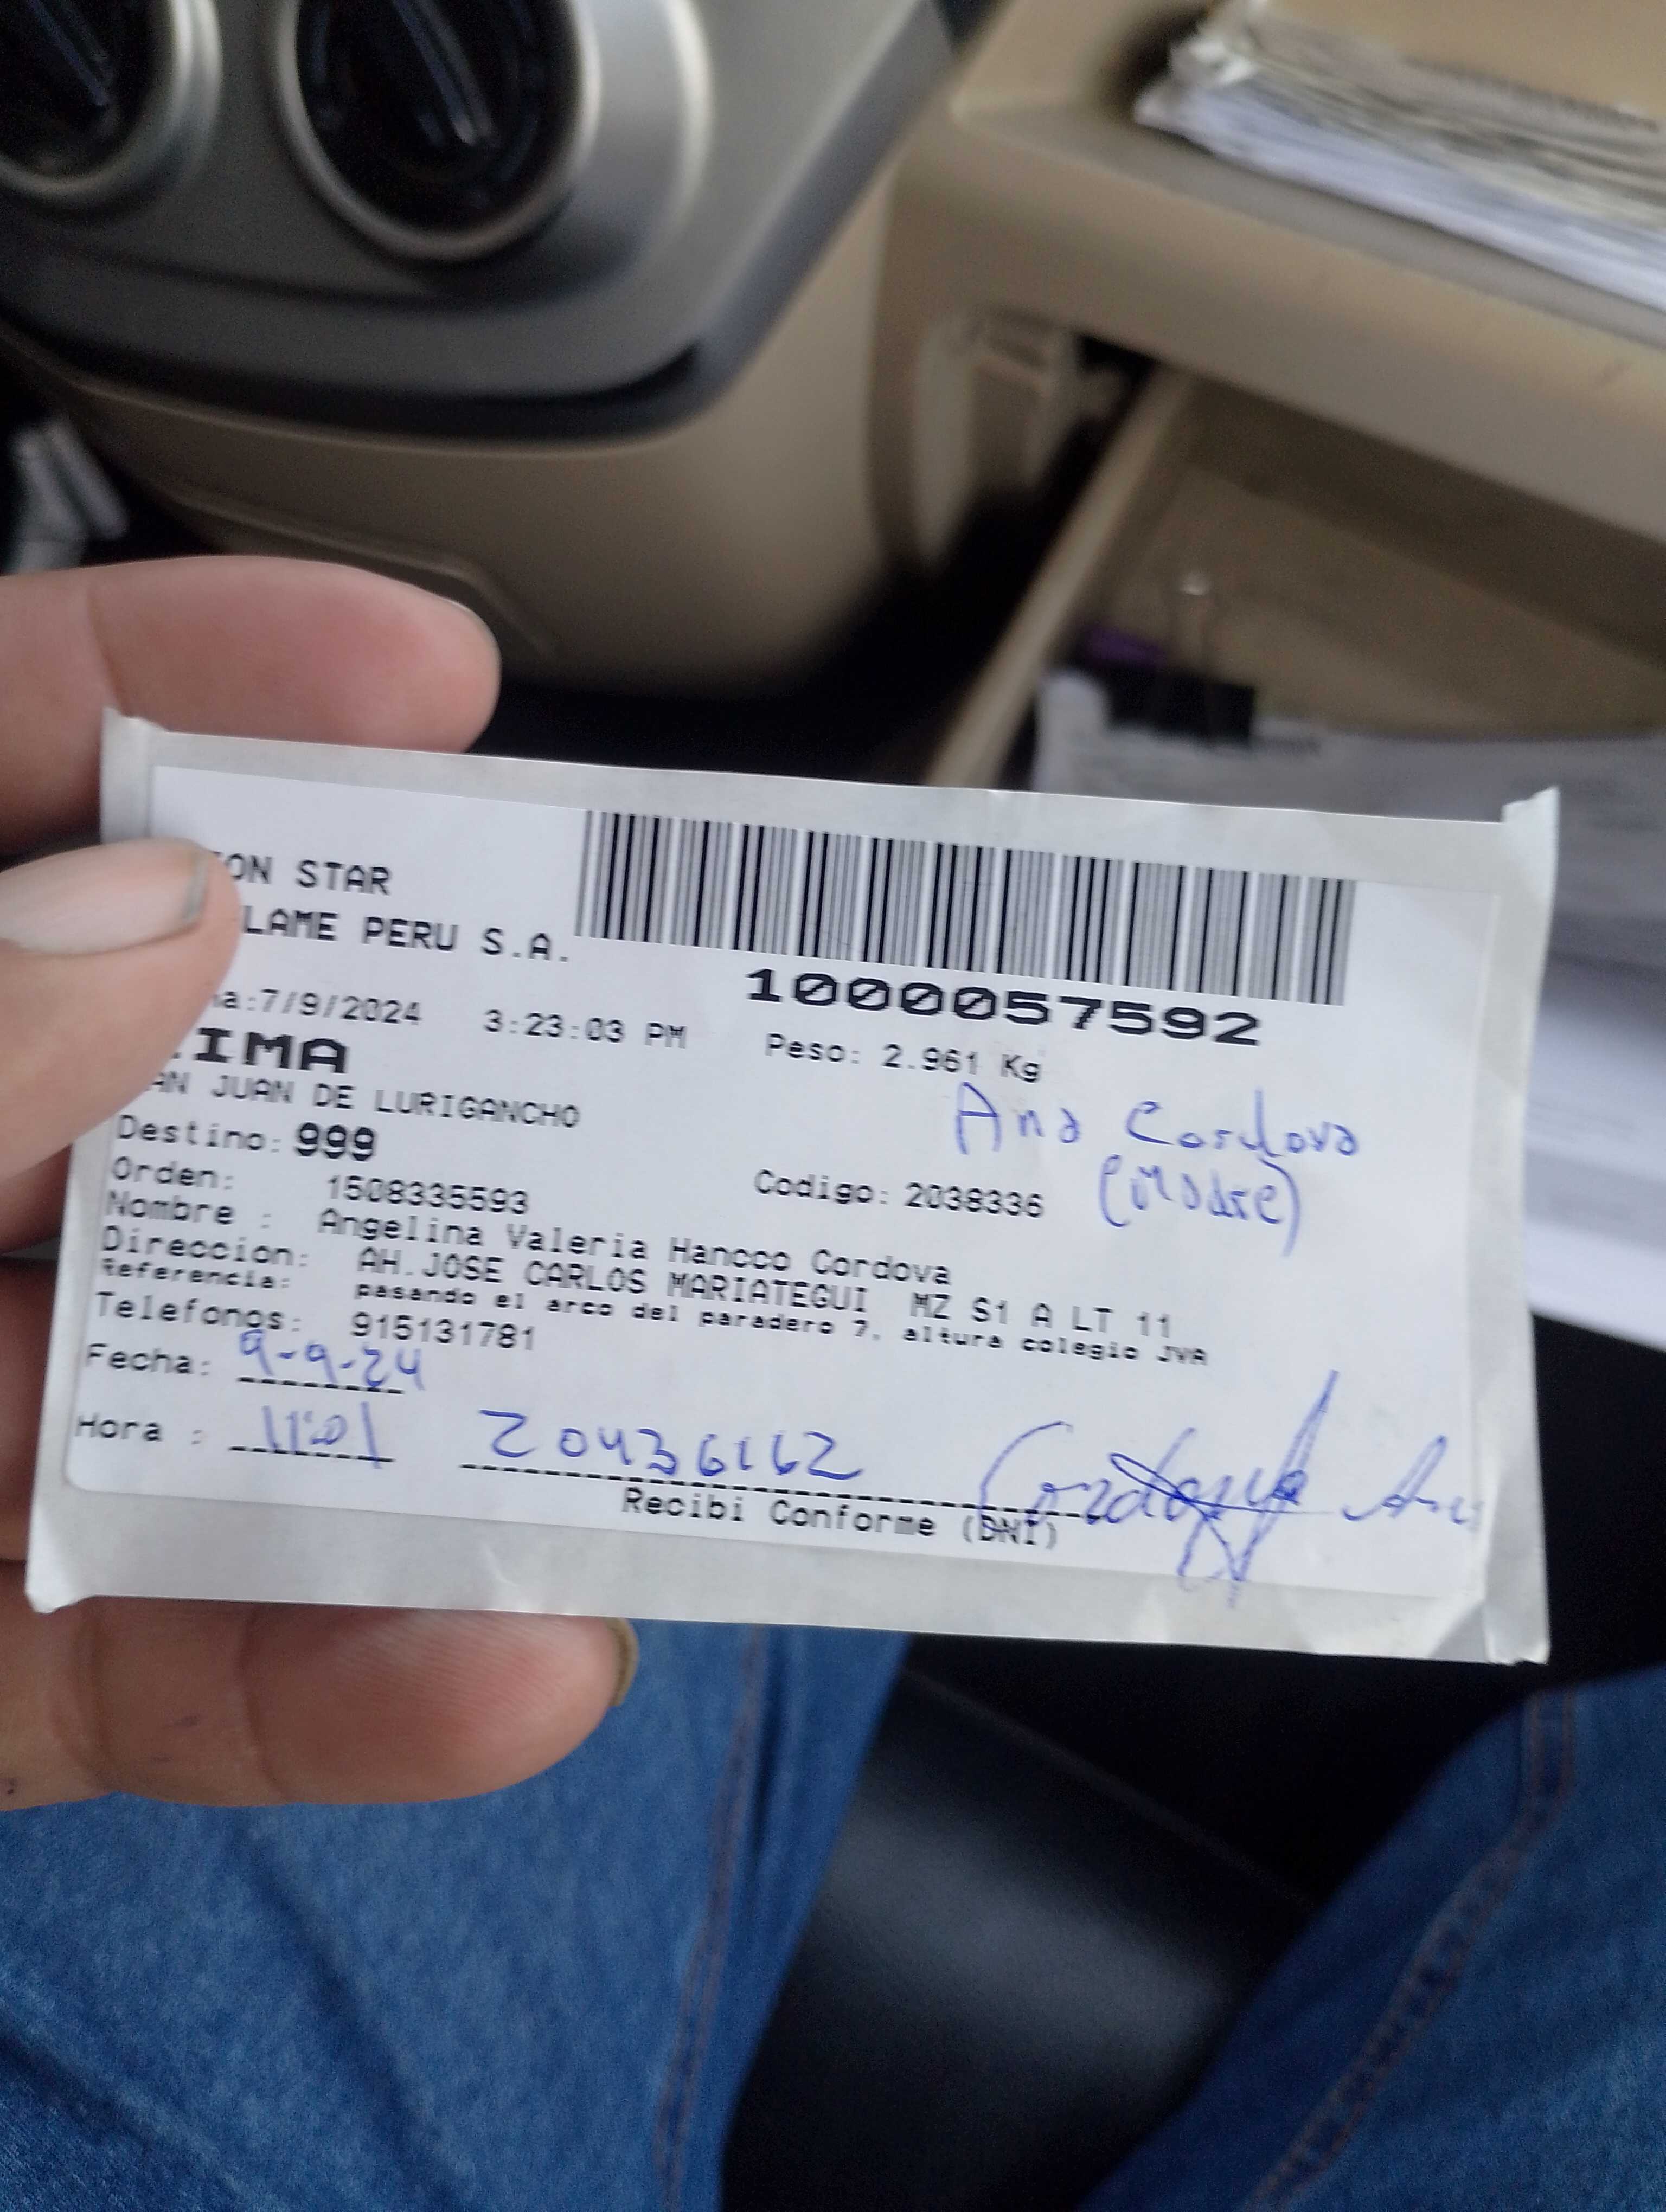 ON STAR
LAME PERU S.A.
1000057592
a:7/9/2024 3:23:03 PM Peso: 2.961 Kg
IMA
AN JUAN DE LURIGANCHO
Ana Cordova
(Madre)
Destino: 999
Orden: 1508335593 Codigo: 2038336
Nombre : Angelina Valeria Hancco Cordova
Direccion: AH.JOSE CARLOS MARIATEGUI MZ S1 A LT 11
Referencia: pasando el arco del paradero 7, altura colegio JVA
Telefonos: 915131781
Fecha: 9-9-24
Hora : 11:01 20436162
Recibi Conforme (DNI)